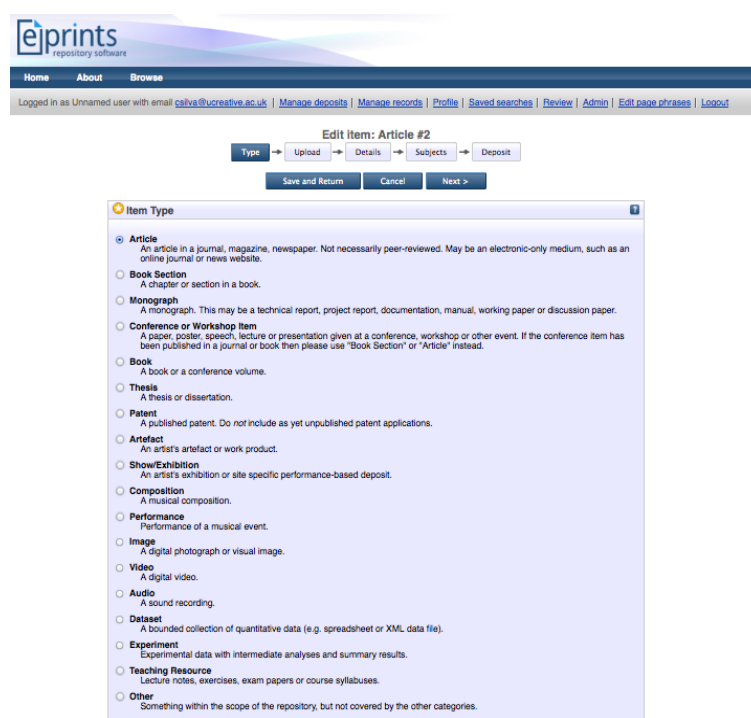 eprints
repository software
Home About Browse
Logged in as Unnamed user with email csilva@ucreative.ac.uk | Manage deposits | Manage records | Profile | Saved searches | Review | Admin | Edit page phrases | Logout
Edit item: Article #2
Type → Upload → Details → Subjects → Deposit
Save and Return Cancel Next >
Item Type ?
Article
An article in a journal, magazine, newspaper. Not necessarily peer-reviewed. May be an electronic-only medium, such as an
online journal or news website.
Book Section
A chapter or section in a book.
Monograph
A monograph. This may be a technical report, project report, documentation, manual, working paper or discussion paper.
Conference or Workshop Item
A paper, poster, speech, lecture or presentation given at a conference, workshop or other event. If the conference item has
been published in a journal or book then please use "Book Section" or "Article" instead.
Book
A book or a conference volume.
Thesis
A thesis or dissertation.
Patent
A published patent. Do not include as yet unpublished patent applications.
Artefact
An artist's artefact or work product.
Show/Exhibition
An artist's exhibition or site specific performance-based deposit.
Composition
A musical composition.
Performance
Performance of a musical event.
Image
A digital photograph or visual image.
Video
A digital video.
Audio
A sound recording.
Dataset
A bounded collection of quantitative data (e.g. spreadsheet or XML data file).
Experiment
Experimental data with intermediate analyses and summary results.
Teaching Resource
Lecture notes, exercises, exam papers or course syllabuses.
Other
Something within the scope of the repository, but not covered by the other categories.